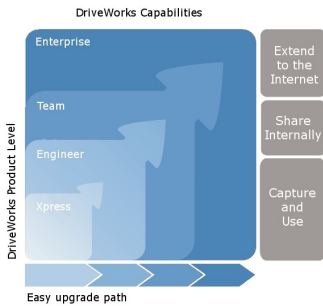 DriveWorks Capabilities
DriveWorks Product Level
Enterprise
Team
Engineer
Xpress
Extend
to the
Internet
Share
Internally
Capture
and
Use
Easy upgrade path